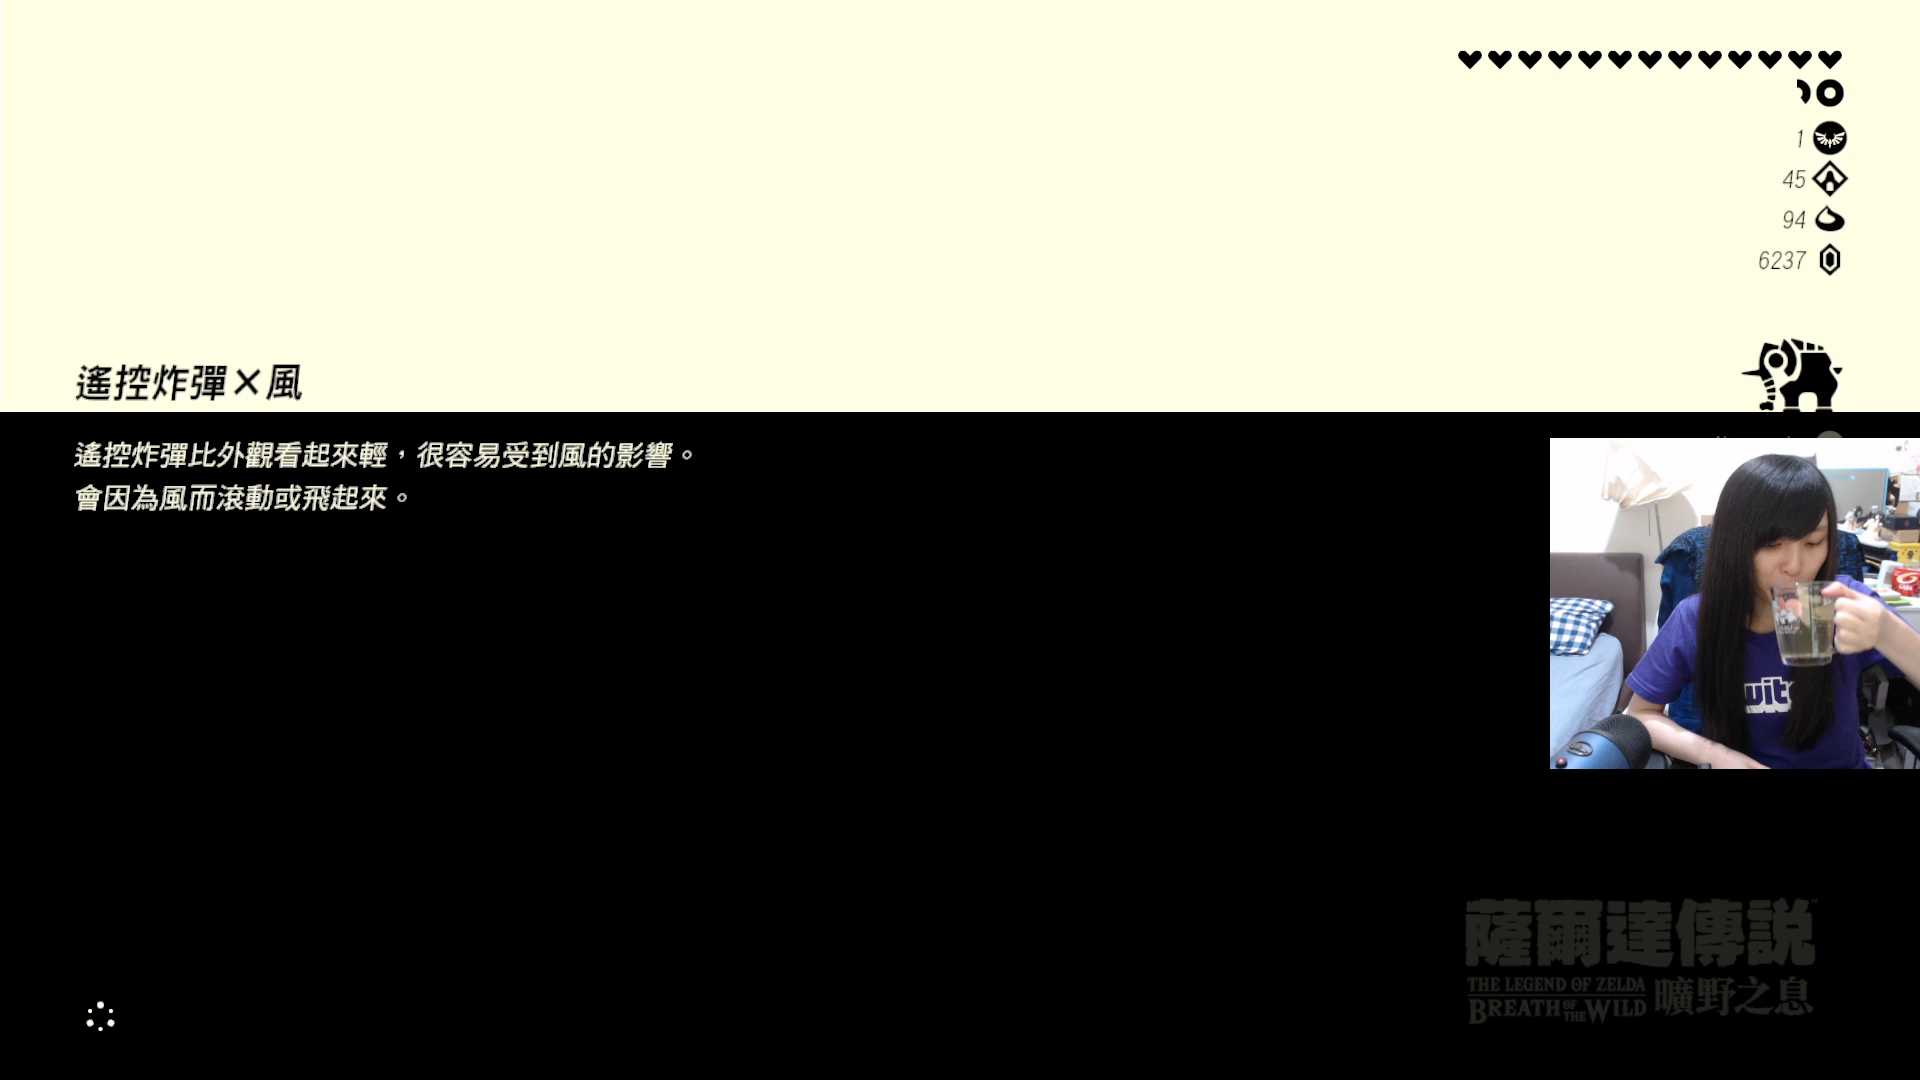 1
45
94
6237
遙控炸彈×風
遙控炸彈比外觀看起來輕，很容易受到風的影響。
會因為風而滾動或飛起來。
薩爾達傳説
THE LEGEND OF ZELDA
BREATH OF THE WILD 曠野之息